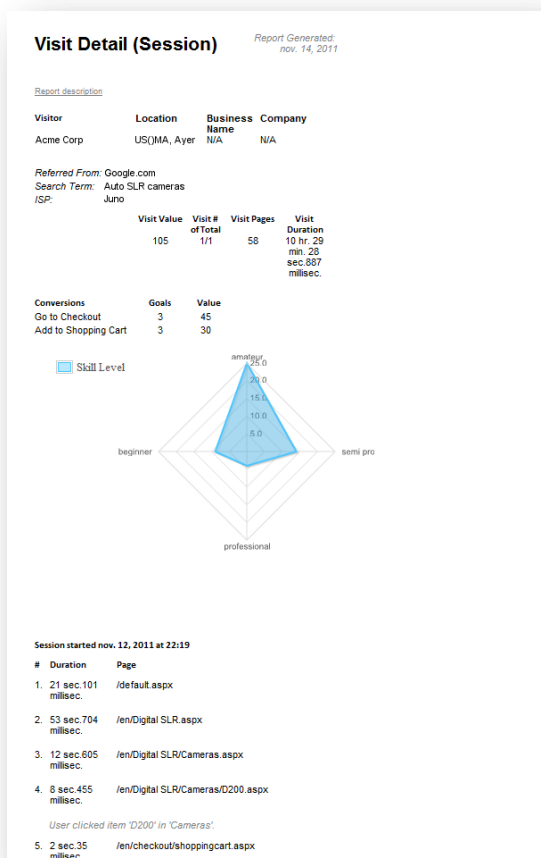 Visit Detail (Session)
Report Generated:
nov. 14, 2011
Report description
Visitor Location Business Company
Name
Acme Corp US()MA, Ayer N/A N/A
Referred From: Google.com
Search Term: Auto SLR cameras
ISP: Juno
Visit Value Visit # Visit Pages Visit
of Total Duration
105 1/1 58 10 hr. 29
min. 28
sec.887
millisec.
Conversions Goals Value
Go to Checkout 3 45
Add to Shopping Cart 3 30
Skill Level
amateur
25.0
20.0
15.0
10.0
5.0
beginner
semi pro
professional
Session started nov. 12, 2011 at 22:19
# Duration Page
1. 21 sec.101 /default.aspx
millisec.
2. 53 sec.704 /en/Digital SLR.aspx
millisec.
3. 12 sec.605 /en/Digital SLR/Cameras.aspx
millisec.
4. 8 sec.455 /en/Digital SLR/Cameras/D200.aspx
millisec.
User clicked item 'D200' in 'Cameras'.
5. 2 sec.35 /en/checkout/shoppingcart.aspx
millisec.